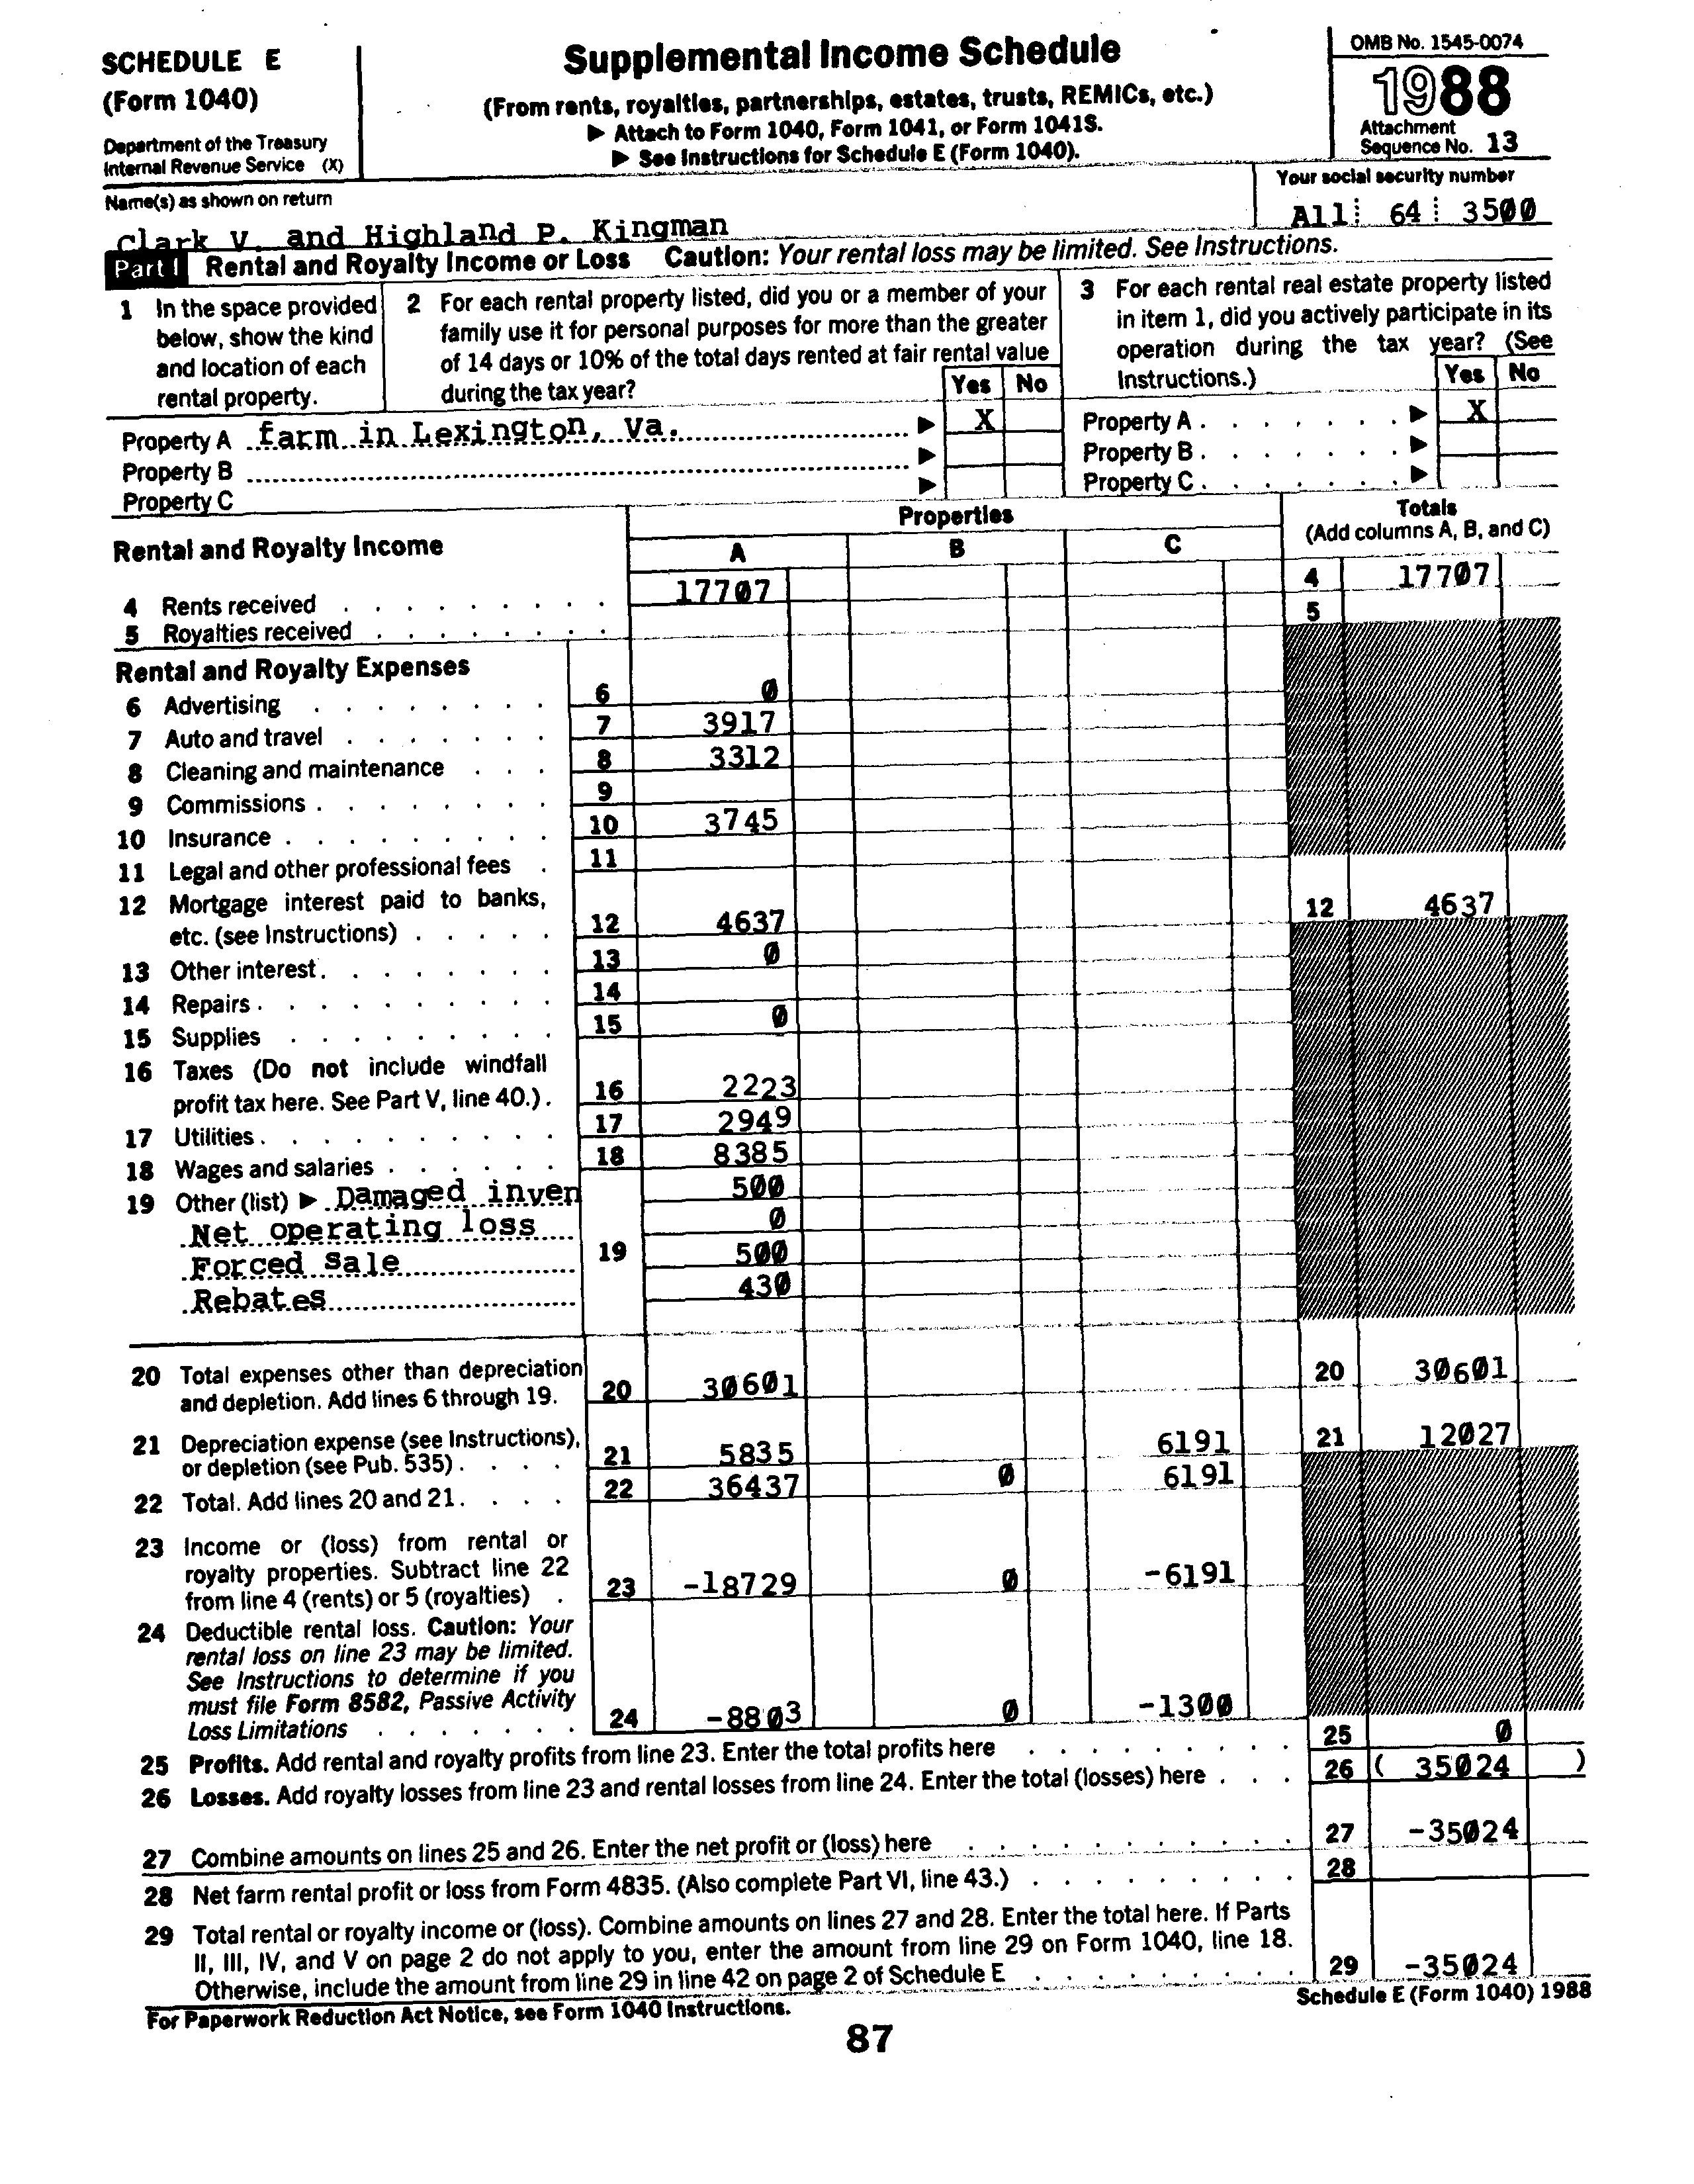 SCHEDULE E
(Form 1040)
Department of the Treasury
Internal Revenue Service (X)
Supplemental Income Schedule
(From rents, royalties, partnerships, estates, trusts, REMICs, etc.)
▶ Attach to Form 1040, Form 1041, or Form 1041S.
▶ See Instructions for Schedule E (Form 1040).
OMB No. 1545-0074
1988
Attachment
Sequence No. 13
Name(s) as shown on return
Clark V. and Highland P. Kingman
Your social security number
All 64 3500
Part I Rental and Royalty Income or Loss Caution: Your rental loss may be limited. See Instructions.
1 In the space provided
below, show the kind
and location of each
rental property.
2 For each rental property listed, did you or a member of your
family use it for personal purposes for more than the greater
of 14 days or 10% of the total days rented at fair rental value
during the tax year?
Yes No
3 For each rental real estate property listed
in item 1, did you actively participate in its
operation during the tax year? (See
Instructions.)
Yes No
Property A farm in Lexington, Va. ▶ X
Property B ▶
Property C ▶
Property A . . . . . . . ▶ X
Property B . . . . . . . ▶
Property C . . . . . . . ▶
Rental and Royalty Income
Properties
A B C
Totals
(Add columns A, B, and C)
4 Rents received 17707 4 17707
5 Royalties received 5
Rental and Royalty Expenses
6 Advertising 6 0
7 Auto and travel 7 3917
8 Cleaning and maintenance 8 3312
9 Commissions 9
10 Insurance 10 3745
11 Legal and other professional fees 11
12 Mortgage interest paid to banks,
etc. (see Instructions) 12 4637 12 4637
13 Other interest 13 0
14 Repairs 14
15 Supplies 15 0
16 Taxes (Do not include windfall
profit tax here. See Part V, line 40.) 16 2223
17 Utilities 17 2949
18 Wages and salaries 18 8385
19 Other (list) ▶ Damaged inven 500
Net operating loss 0
Forced Sale 19 500
Rebates 430
20 Total expenses other than depreciation
and depletion. Add lines 6 through 19. 20 30601 20 30601
21 Depreciation expense (see Instructions),
or depletion (see Pub. 535) 21 5835 6191 21 12027
22 Total. Add lines 20 and 21 22 36437 0 6191
23 Income or (loss) from rental or
royalty properties. Subtract line 22
from line 4 (rents) or 5 (royalties) 23 -18729 0 -6191
24 Deductible rental loss. Caution: Your
rental loss on line 23 may be limited.
See Instructions to determine if you
must file Form 8582, Passive Activity
Loss Limitations 24 -8803 0 -1300
25 Profits. Add rental and royalty profits from line 23. Enter the total profits here 25 0
26 Losses. Add royalty losses from line 23 and rental losses from line 24. Enter the total (losses) here 26 ( 35024 )
27 Combine amounts on lines 25 and 26. Enter the net profit or (loss) here 27 -35024
28 Net farm rental profit or loss from Form 4835. (Also complete Part VI, line 43.) 28
29 Total rental or royalty income or (loss). Combine amounts on lines 27 and 28. Enter the total here. If Parts
II, III, IV, and V on page 2 do not apply to you, enter the amount from line 29 on Form 1040, line 18.
Otherwise, include the amount from line 29 in line 42 on page 2 of Schedule E 29 -35024
For Paperwork Reduction Act Notice, see Form 1040 Instructions.
Schedule E (Form 1040) 1988
87